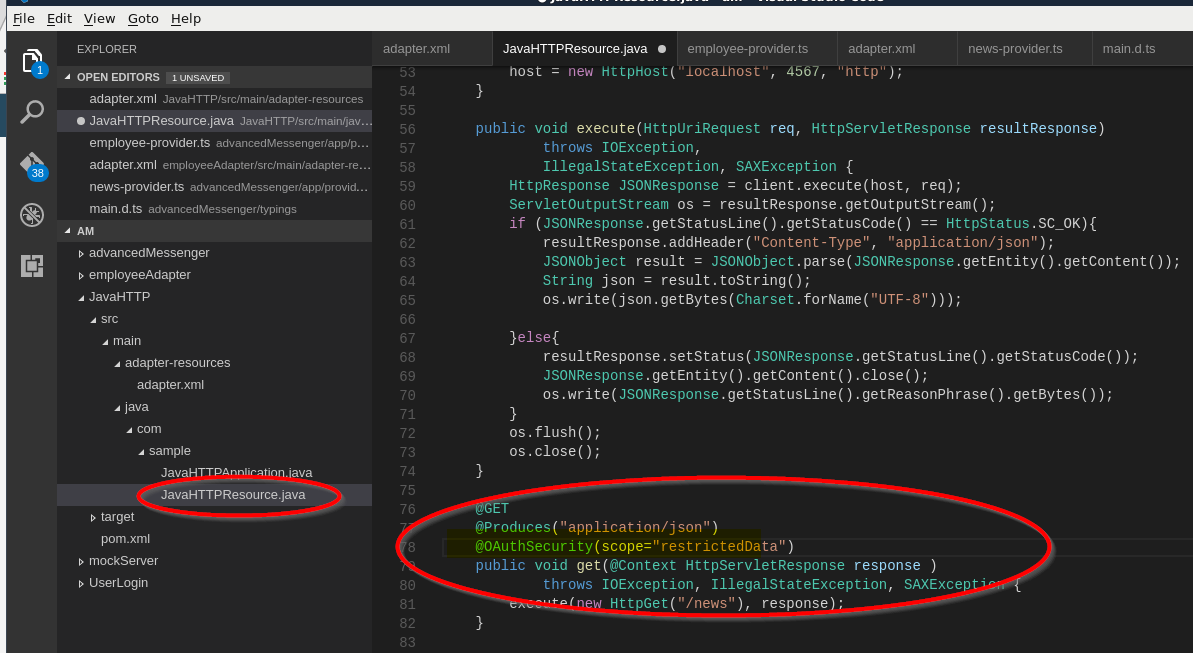 File Edit View Goto Help
EXPLORER
adapter.xml JavaHTTPResource.java employee-provider.ts adapter.xml news-provider.ts main.d.ts
1
38
OPEN EDITORS 1 UNSAVED
adapter.xml JavaHTTP/src/main/adapter-resources
JavaHTTPResource.java JavaHTTP/src/main/jav...
employee-provider.ts advancedMessenger/app/p...
adapter.xml employeeAdapter/src/main/adapter-re...
news-provider.ts advancedMessenger/app/provid...
main.d.ts advancedMessenger/typings
AM
advancedMessenger
employeeAdapter
JavaHTTP
src
main
adapter-resources
adapter.xml
java
com
sample
JavaHTTPApplication.java
JavaHTTPResource.java
target
pom.xml
mockServer
UserLogin
53 host = new HttpHost("localhost", 4567, "http");
54 }
55
56 public void execute(HttpUriRequest req, HttpServletResponse resultResponse)
57 throws IOException,
58 IllegalStateException, SAXException {
59 HttpResponse JSONResponse = client.execute(host, req);
60 ServletOutputStream os = resultResponse.getOutputStream();
61 if (JSONResponse.getStatusLine().getStatusCode() == HttpStatus.SC_OK){
62 resultResponse.addHeader("Content-Type", "application/json");
63 JSONObject result = JSONObject.parse(JSONResponse.getEntity().getContent());
64 String json = result.toString();
65 os.write(json.getBytes(Charset.forName("UTF-8")));
66
67 }else{
68 resultResponse.setStatus(JSONResponse.getStatusLine().getStatusCode());
69 JSONResponse.getEntity().getContent().close();
70 os.write(JSONResponse.getStatusLine().getReasonPhrase().getBytes());
71 }
72 os.flush();
73 os.close();
74 }
75
76 @GET
77 @Produces("application/json")
78 @OAuthSecurity(scope="restrictedData")
79 public void get(@Context HttpServletResponse response )
80 throws IOException, IllegalStateException, SAXException {
81 execute(new HttpGet("/news"), response);
82 }
83